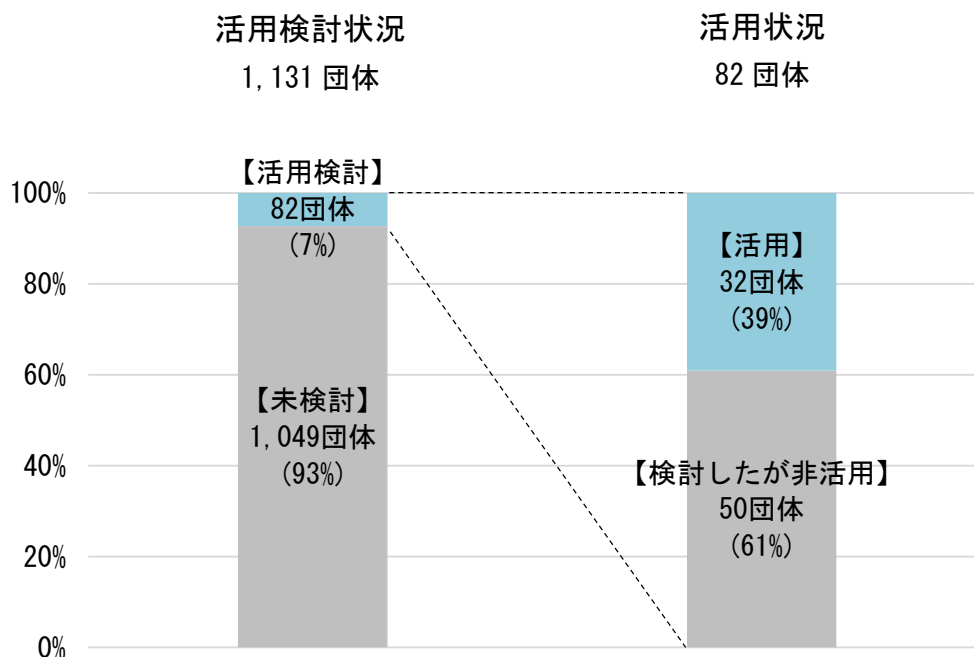 活用検討状況
1,131 団体
活用状況
82 団体
100%
80%
60%
40%
20%
0%
【活用検討】
82団体
(7%)
【未検討】
1,049団体
(93%)
【活用】
32団体
(39%)
【検討したが非活用】
50団体
(61%)